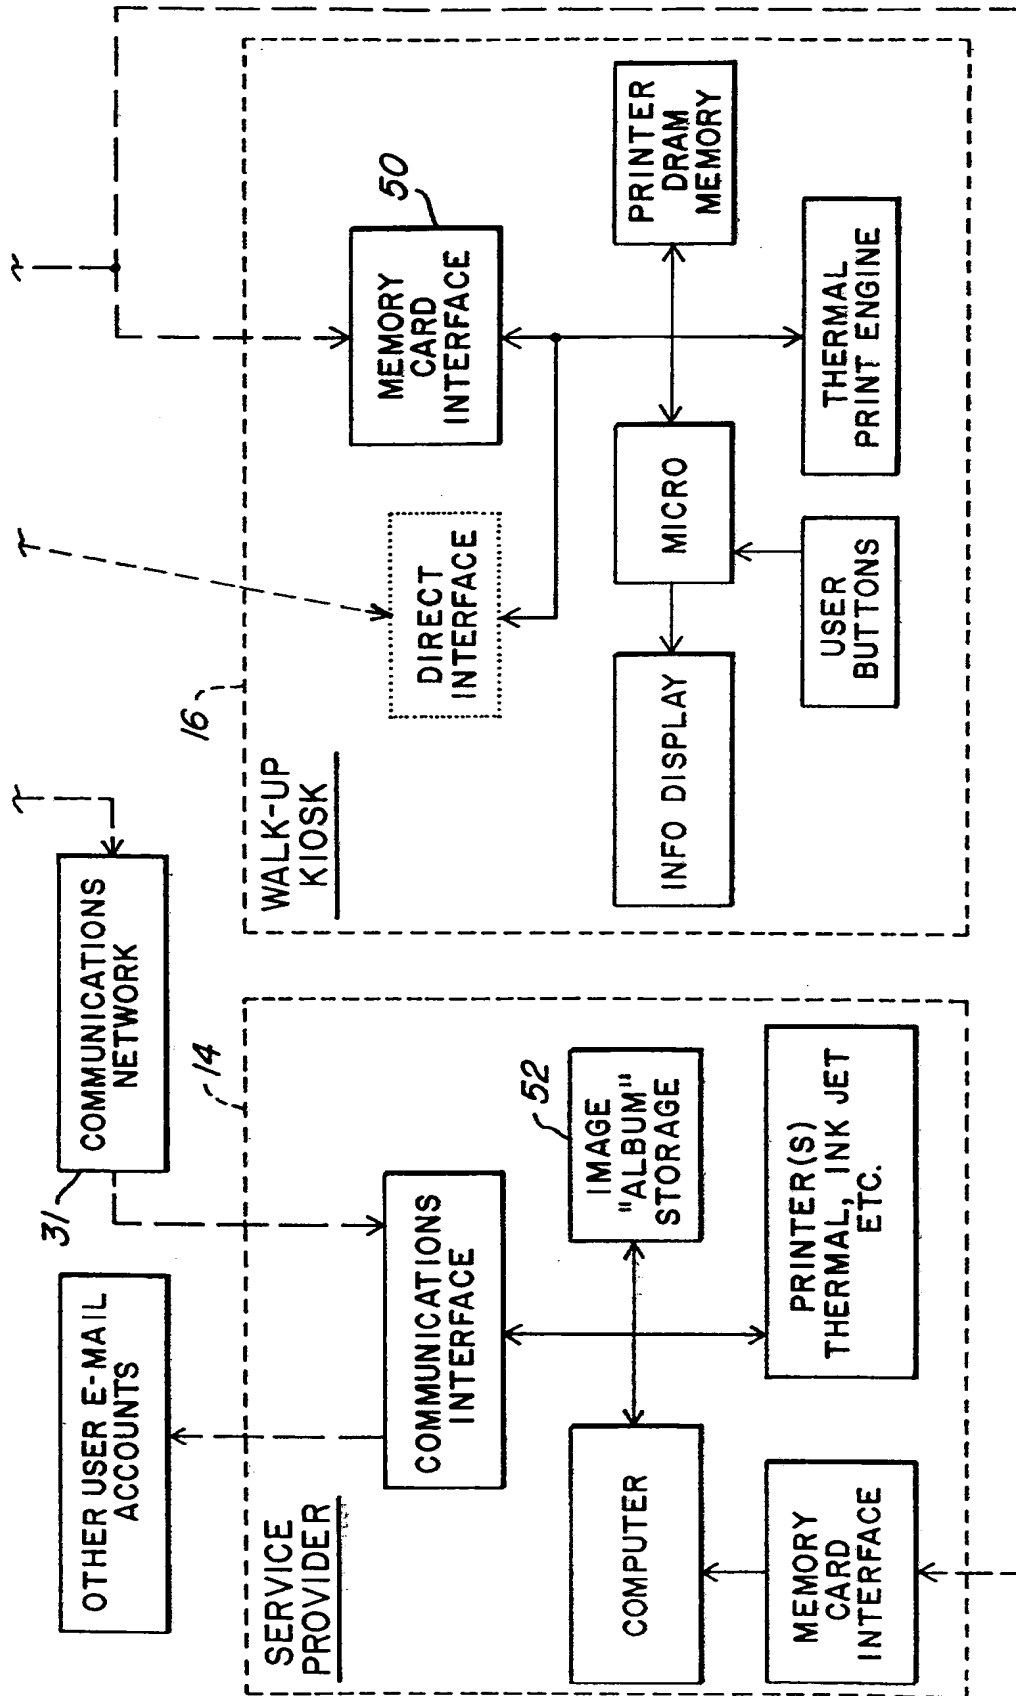 OTHER USER E-MAIL
ACCOUNTS
31
COMMUNICATIONS
NETWORK
14
SERVICE
PROVIDER
COMMUNICATIONS
INTERFACE
COMPUTER
52
IMAGE
"ALBUM"
STORAGE
MEMORY
CARD
INTERFACE
PRINTER(S)
THERMAL, INK JET
ETC.
16
WALK-UP
KIOSK
DIRECT
INTERFACE
50
MEMORY
CARD
INTERFACE
INFO DISPLAY
MICRO
PRINTER
DRAM
MEMORY
USER
BUTTONS
THERMAL
PRINT ENGINE